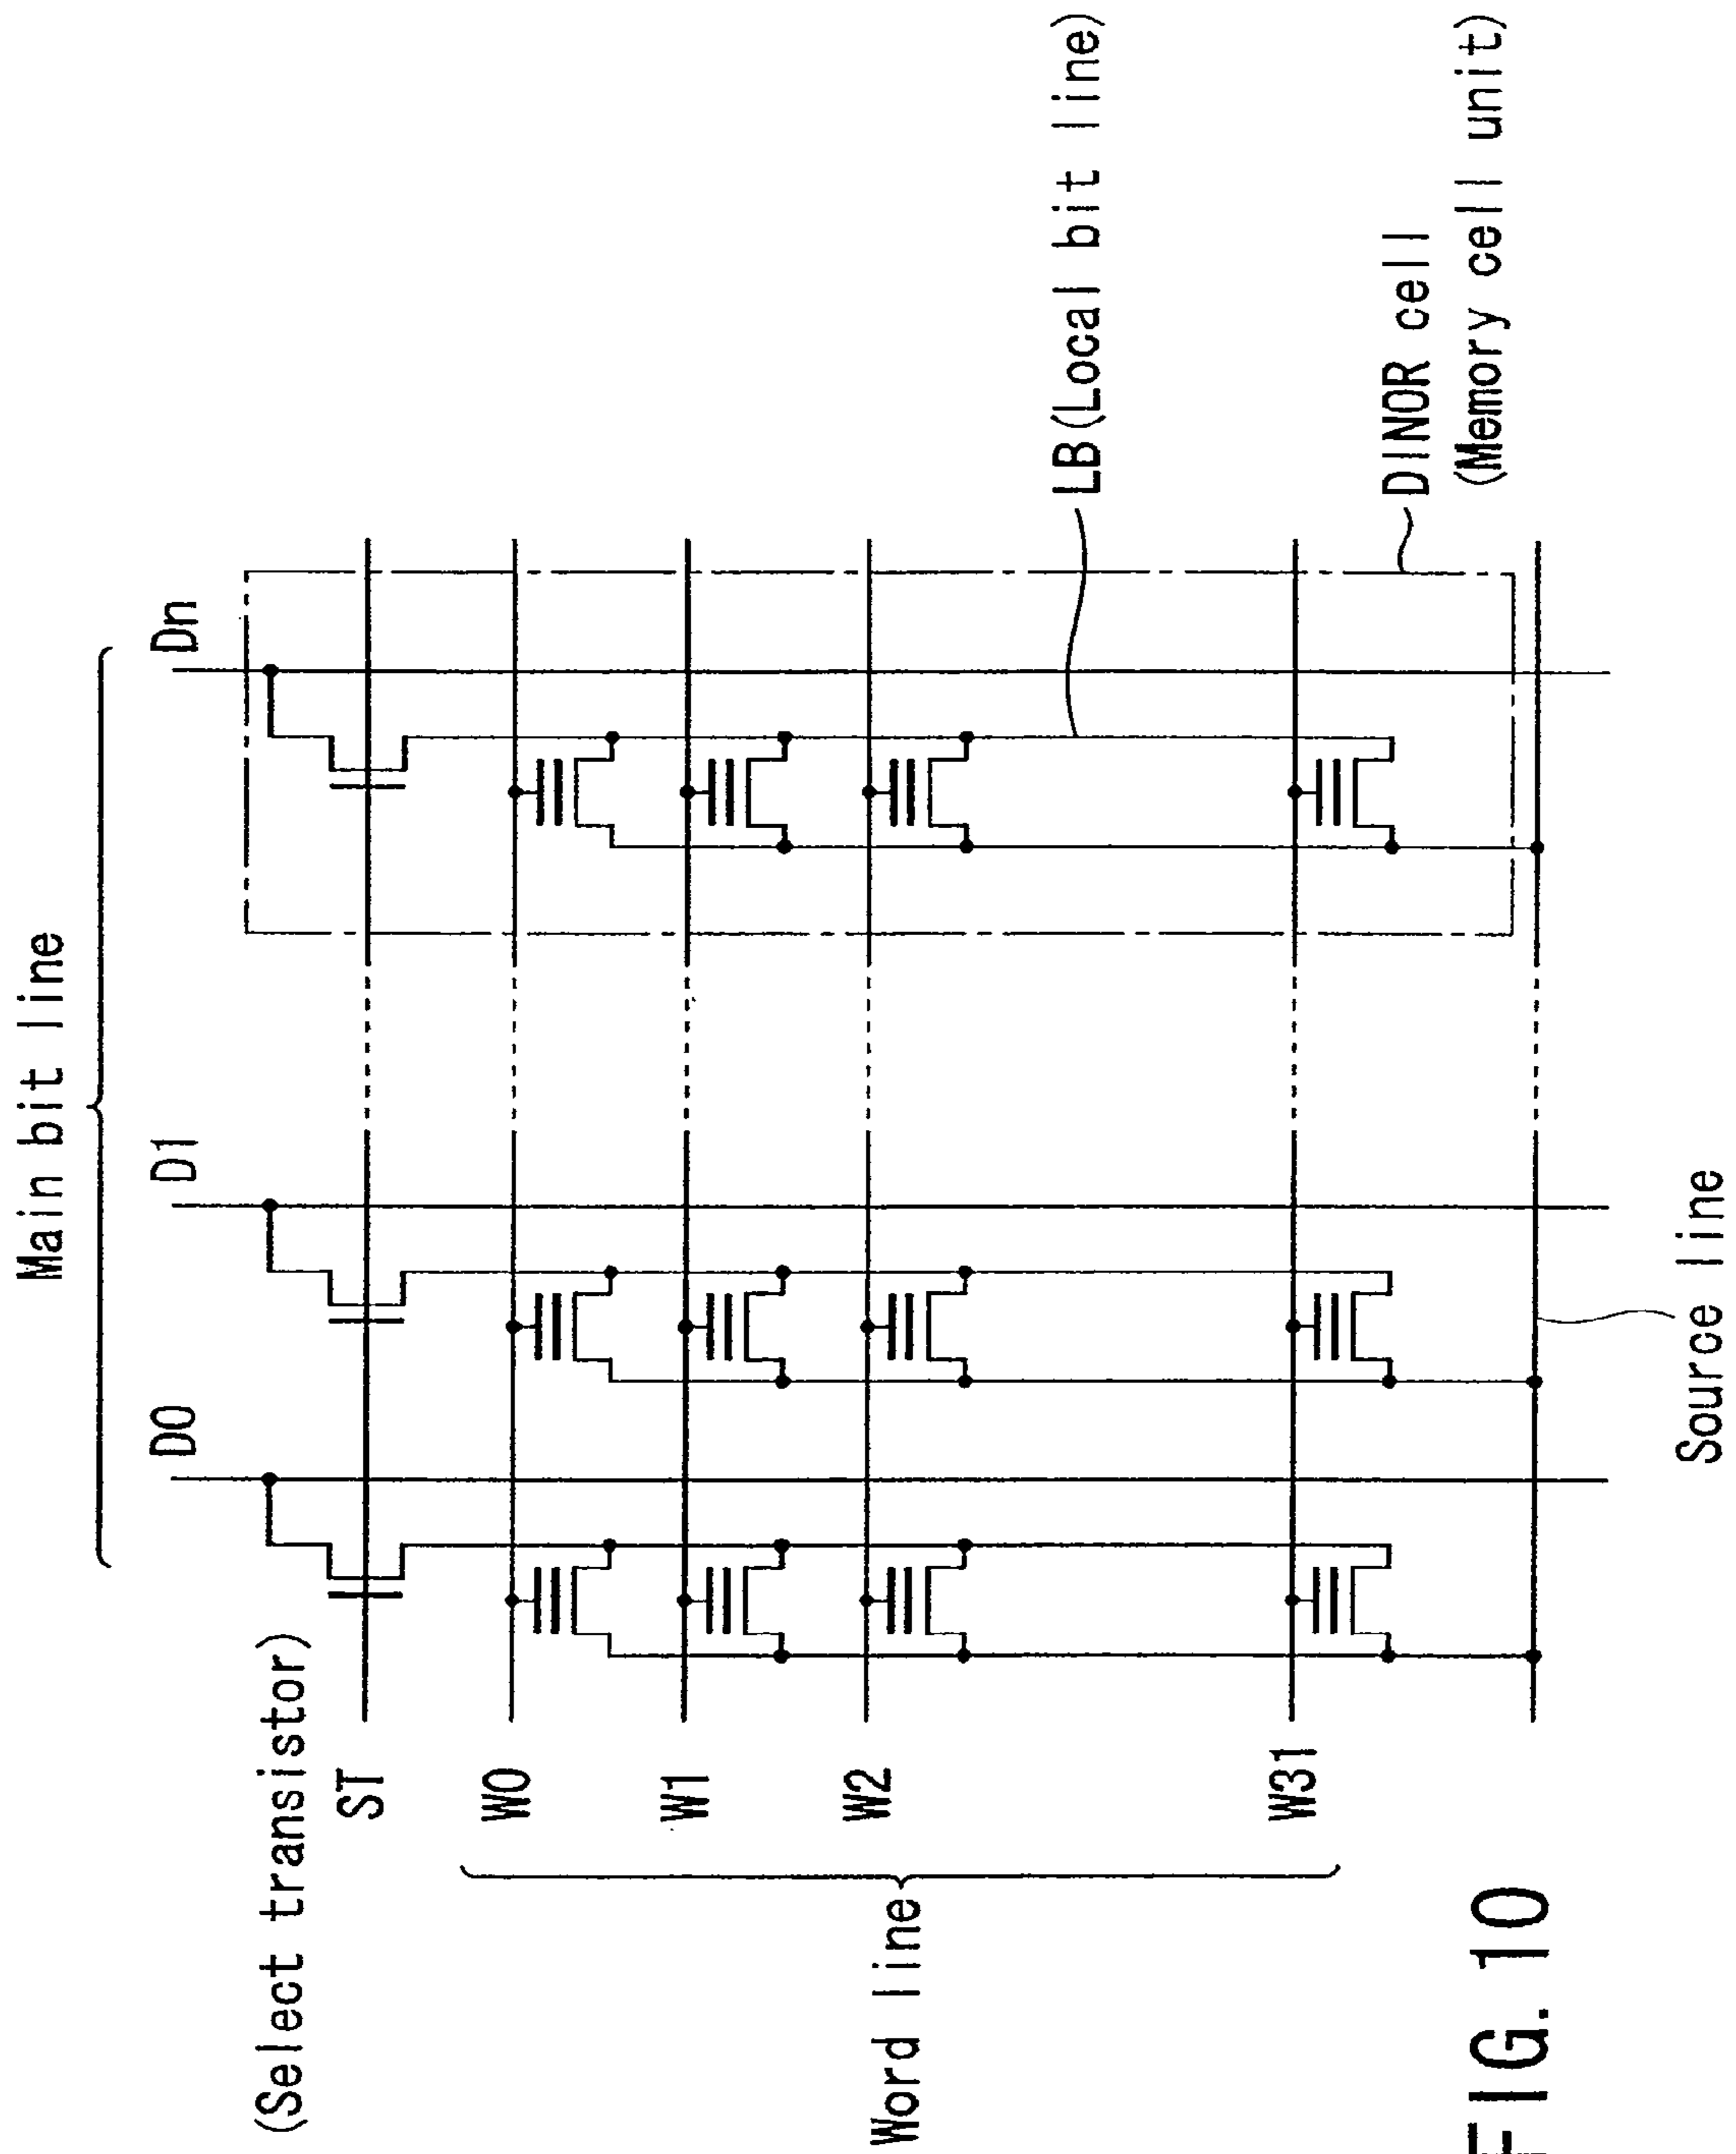 Main bit line
D0
D1
Dn
(Select transistor)
ST
W0
W1
W2
W31
Word line
LB(Local bit line)
DINOR cell
(Memory cell unit)
Source line
FIG. 10